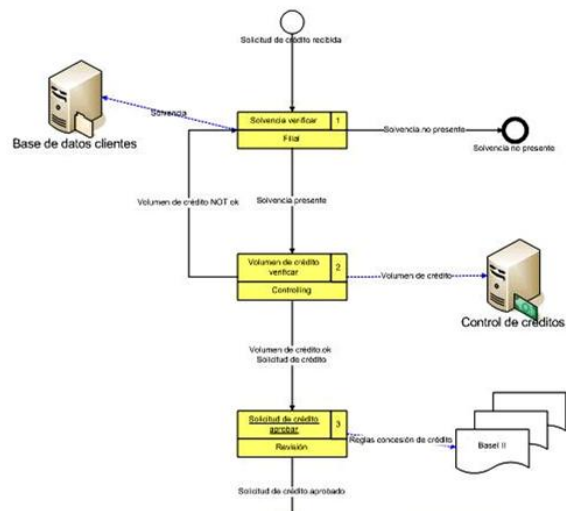 Solicitud de crédito recibida
Solvencia
Base de datos clientes
Solvencia verificar
1
Filial
Solvencia no presente
Solvencia no presente
Volumen de crédito NOT ok
Solvencia presente
Volumen de crédito
verificar
2
Controlling
Volumen de crédito
Control de créditos
Volumen de crédito ok
Solicitud de crédito
Solicitud de crédito
aprobar
3
Revisión
Reglas concesión de crédito
Basel II
Solicitud de crédito aprobado